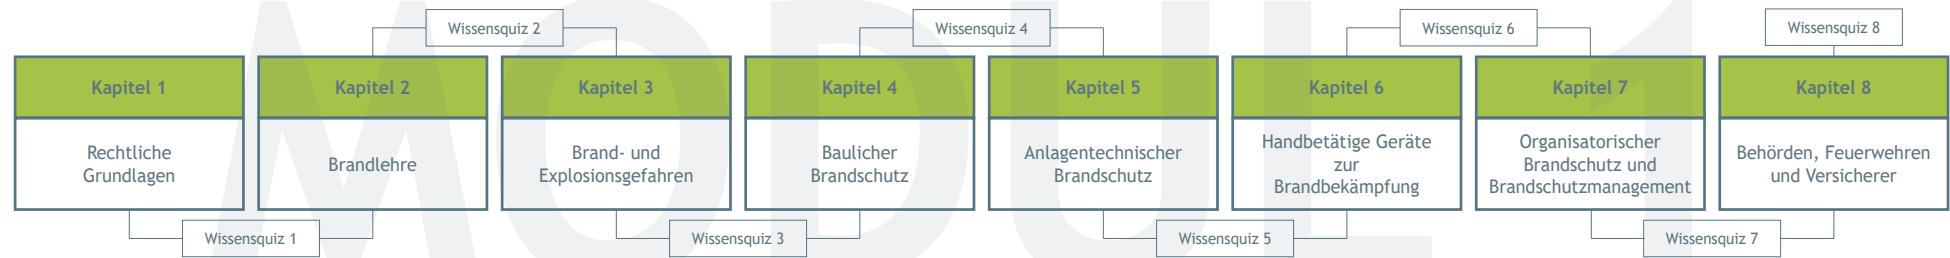 MODUL 1
Wissensquiz 2
Wissensquiz 4
Wissensquiz 6
Wissensquiz 8
Kapitel 1
Rechtliche
Grundlagen
Kapitel 2
Brandlehre
Kapitel 3
Brand- und
Explosionsgefahren
Kapitel 4
Baulicher
Brandschutz
Kapitel 5
Anlagentechnischer
Brandschutz
Kapitel 6
Handbetätige Geräte
zur
Brandbekämpfung
Kapitel 7
Organisatorischer
Brandschutz und
Brandschutzmanagement
Kapitel 8
Behörden, Feuerwehren
und Versicherer
Wissensquiz 1
Wissensquiz 3
Wissensquiz 5
Wissensquiz 7